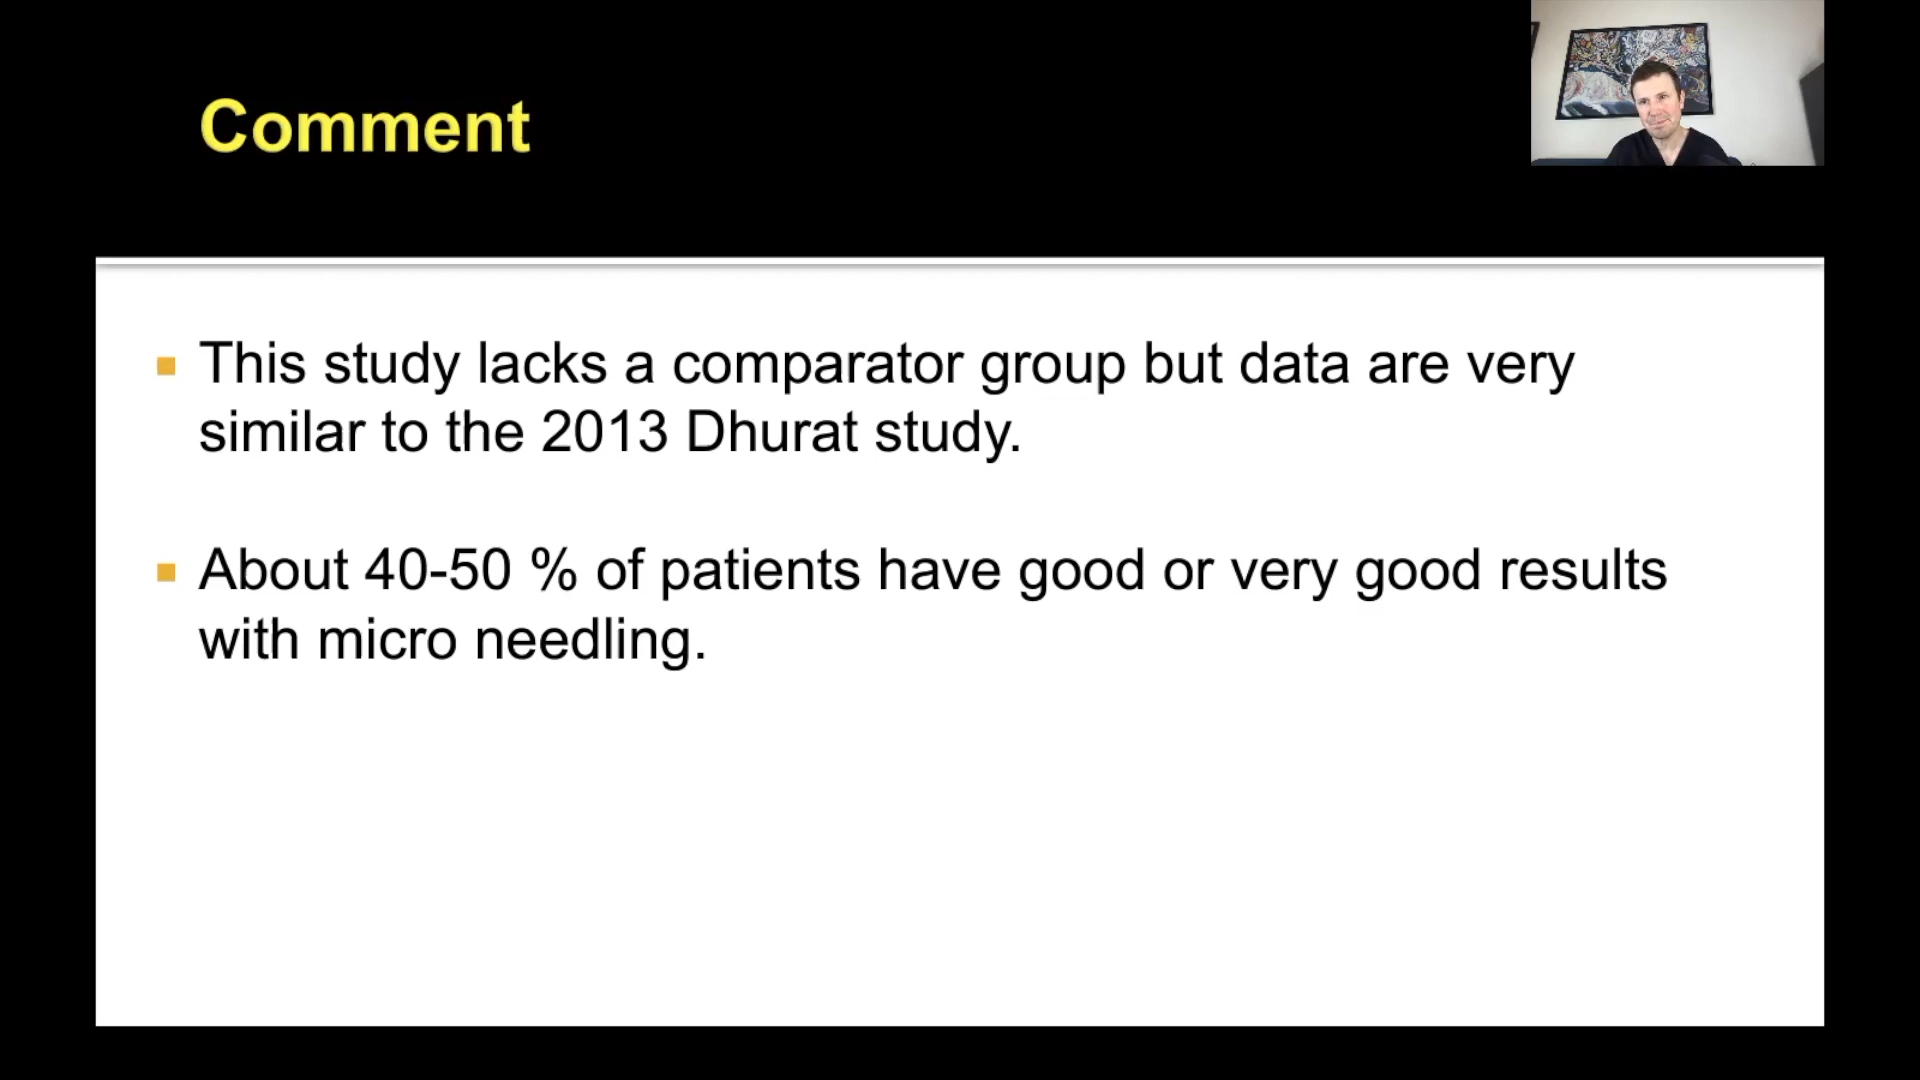 Comment
This study lacks a comparator group but data are very
similar to the 2013 Dhurat study.
About 40-50 % of patients have good or very good results
with micro needling.